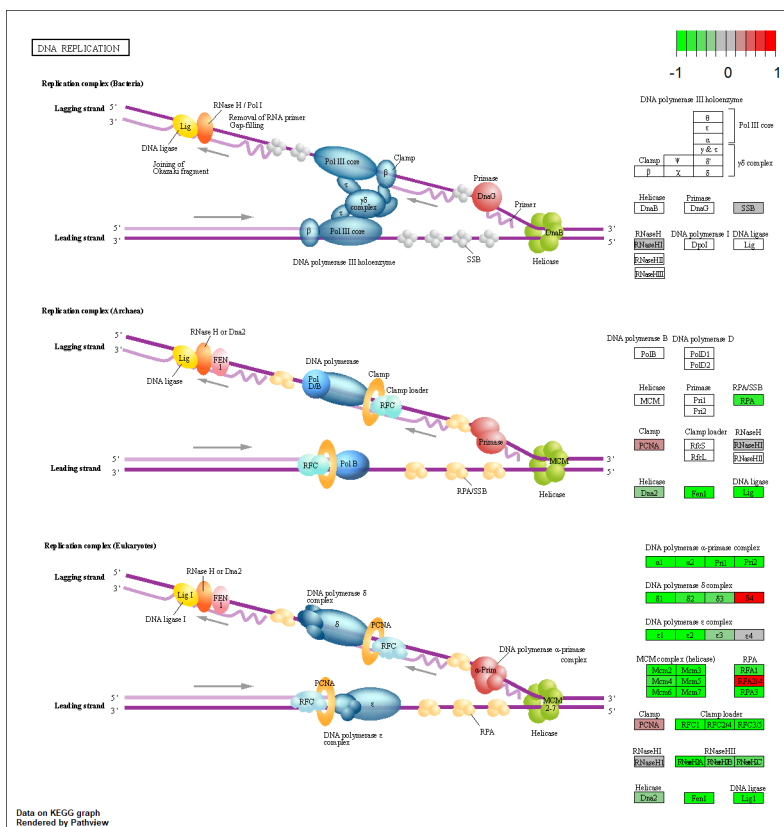 DNA REPLICATION
-1 0 1
Replication complex (Bacteria)
Lagging strand 5' 3'
RNase H / Pol I
Removal of RNA primer
Gap-filling
Lig
DNA ligase
Joining of
Okazaki fragment
Pol III core
Clamp
β
τ
γδ
complex
τ
Primase
DnaG
Primer
DnaB
Helicase
3'
5'
Leading strand 5' 3'
β
Pol III core
SSB
DNA polymerase III holoenzyme
DNA polymerase III holoenzyme
θ
ε
α
Pol III core
γ & τ
Clamp Ψ δ'
β χ δ
γδ complex
Helicase Primase
DnaB DnaG SSB
RNaseH DNA polymerase I DNA ligase
RNaseHI DpoI Lig
RNaseHII
RNaseHIII
Replication complex (Archaea)
Lagging strand 5' 3'
RNase H or Dna2
Lig
FEN
1
DNA ligase
DNA polymerase
Pol
D/B
Clamp
Clamp loader
RFC
Primase
MCM
Helicase
3'
5'
Leading strand 5' 3'
RFC
Pol B
RPA/SSB
DNA polymerase B DNA polymerase D
PolB PolD1
PolD2
Helicase Primase RPA/SSB
MCM Pri1 RPA
Pri2
Clamp Clamp loader RNaseH
PCNA RfcS RNaseHI
RfcL RNaseHII
Helicase DNA ligase
Dna2 Fen1 Lig
Replication complex (Eukaryotes)
Lagging strand 5' 3'
RNase H or Dna2
Lig I
FEN
1
DNA ligase I
DNA polymerase δ
complex
δ
PCNA
RFC
DNA polymerase α-primase
complex
α-Prim
MCM
2-7
Helicase
3'
5'
Leading strand 5' 3'
RFC
PCNA
ε
DNA polymerase ε
complex
RPA
DNA polymerase α-primase complex
α1 α2 Pri1 Pri2
DNA polymerase δ complex
δ1 δ2 δ3 δ4
DNA polymerase ε complex
ε1 ε2 ε3 ε4
MCM complex (helicase) RPA
Mcm2 Mcm3 RPA1
Mcm4 Mcm5 RPA2/4
Mcm6 Mcm7 RPA3
Clamp Clamp loader
PCNA RFC1 RFC2/4 RFC3/5
RNaseHI RNaseHII
RNaseH1 RNaseH2A RNaseH2B RNaseH2C
Helicase DNA ligase
Dna2 Fen1 Lig1
Data on KEGG graph
Rendered by Pathview